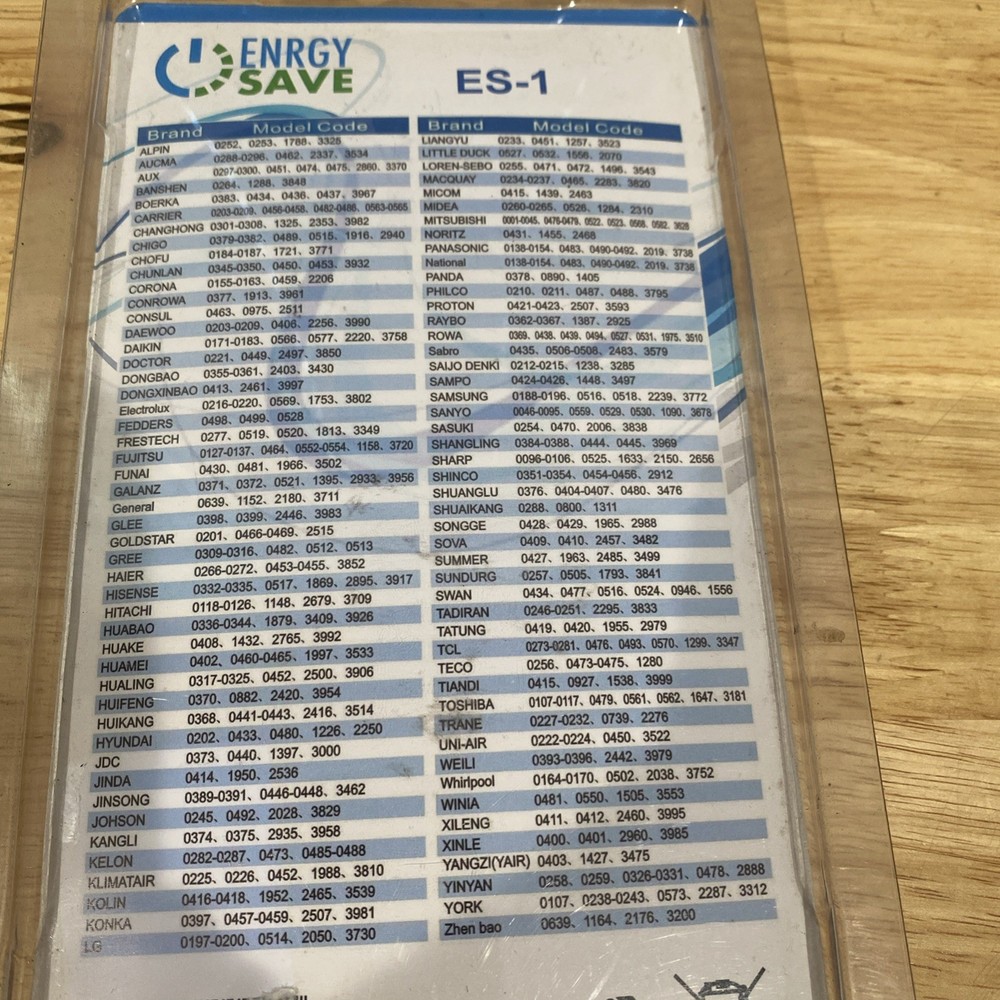 ENRGY
SAVE
ES-1
Brand Model Code
ALPIN 0252、0253、1788、3325
AUCMA 0288-0296、0462、2337、3534
AUX 0297-0300、0451、0474、0475、2860、3370
BANSHEN 0264、1288、3848
BOERKA 0383、0434、0436、0437、3967
CARRIER 0203-0209、0456-0458、0482-0486、0563-0565
CHANGHONG 0301-0308、1325、2353、3982
CHIGO 0379-0382、0489、0515、1916、2940
CHOFU 0184-0187、1721、3771
CHUNLAN 0345-0350、0450、0453、3932
CORONA 0155-0163、0459、2206
CONROWA 0377、1913、3961
CONSUL 0463、0975、2511
DAEWOO 0203-0209、0406、2256、3990
DAIKIN 0171-0183、0566、0577、2220、3758
DOCTOR 0221、0449、2497、3850
DONGBAO 0355-0361、2403、3430
DONGXINBAO 0413、2461、3997
Electrolux 0216-0220、0569、1753、3802
FEDDERS 0498、0499、0528
FRESTECH 0277、0519、0520、1813、3349
FUJITSU 0127-0137、0464、0552-0554、1158、3720
FUNAI 0430、0481、1966、3502
GALANZ 0371、0372、0521、1395、2933、3956
General 0639、1152、2180、3711
GLEE 0398、0399、2446、3983
GOLDSTAR 0201、0466-0469、2515
GREE 0309-0316、0482、0512、0513
HAIER 0266-0272、0453-0455、3852
HISENSE 0332-0335、0517、1869、2895、3917
HITACHI 0118-0126、1148、2679、3709
HUABAO 0336-0344、1879、3409、3926
HUAKE 0408、1432、2765、3992
HUAMEI 0402、0460-0465、1997、3533
HUALING 0317-0325、0452、2500、3906
HUIFENG 0370、0882、2420、3954
HUIKANG 0368、0441-0443、2416、3514
HYUNDAI 0202、0433、0480、1226、2250
JDC 0373、0440、1397、3000
JINDA 0414、1950、2536
JINSONG 0389-0391、0446-0448、3462
JOHSON 0245、0492、2028、3829
KANGLI 0374、0375、2935、3958
KELON 0282-0287、0473、0485-0488
KLIMATAIR 0225、0226、0452、1988、3810
KOLIN 0416-0418、1952、2465、3539
KONKA 0397、0457-0459、2507、3981
LG 0197-0200、0514、2050、3730
Brand Model Code
LIANGYU 0233、0451、1257、3523
LITTLE DUCK 0527、0532、1556、2070
LOREN-SEBO 0255、0471、0472、1496、3543
MACQUAY 0234-0237、0465、2283、3820
MICOM 0415、1439、2463
MIDEA 0260-0265、0526、1284、2310
MITSUBISHI 0001-0045、0476-0479、0522、0523、0568、0582、3628
NORITZ 0431、1455、2468
PANASONIC 0138-0154、0483、0490-0492、2019、3738
National 0138-0154、0483、0490-0492、2019、3738
PANDA 0378、0890、1405
PHILCO 0210、0211、0487、0488、3795
PROTON 0421-0423、2507、3593
RAYBO 0362-0367、1387、2925
ROWA 0369、0438、0439、0494、0527、0531、1975、3510
Sabro 0435、0506-0508、2483、3579
SAIJO DENKI 0212-0215、1238、3285
SAMPO 0424-0426、1448、3497
SAMSUNG 0188-0196、0516、0518、2239、3772
SANYO 0046-0095、0559、0529、0530、1090、3678
SASUKI 0254、0470、2006、3838
SHANGLING 0384-0388、0444、0445、3969
SHARP 0096-0106、0525、1633、2150、2656
SHINCO 0351-0354、0454-0456、2912
SHUANGLU 0376、0404-0407、0480、3476
SHUAIKANG 0288、0800、1311
SONGGE 0428、0429、1965、2988
SOVA 0409、0410、2457、3482
SUMMER 0427、1963、2485、3499
SUNDURG 0257、0505、1793、3841
SWAN 0434、0477、0516、0524、0946、1556
TADIRAN 0246-0251、2295、3833
TATUNG 0419、0420、1955、2979
TCL 0273-0281、0476、0493、0570、1299、3347
TECO 0256、0473-0475、1280
TIANDI 0415、0927、1538、3999
TOSHIBA 0107-0117、0479、0561、0562、1647、3181
TRANE 0227-0232、0739、2276
UNI-AIR 0222-0224、0450、3522
WEILI 0393-0396、2442、3979
Whirlpool 0164-0170、0502、2038、3752
WINIA 0481、0550、1505、3553
XILENG 0411、0412、2460、3995
XINLE 0400、0401、2960、3985
YANGZI(YAIR) 0403、1427、3475
YINYAN 0258、0259、0326-0331、0478、2888
YORK 0107、0238-0243、0573、2287、3312
Zhen bao 0639、1164、2176、3200